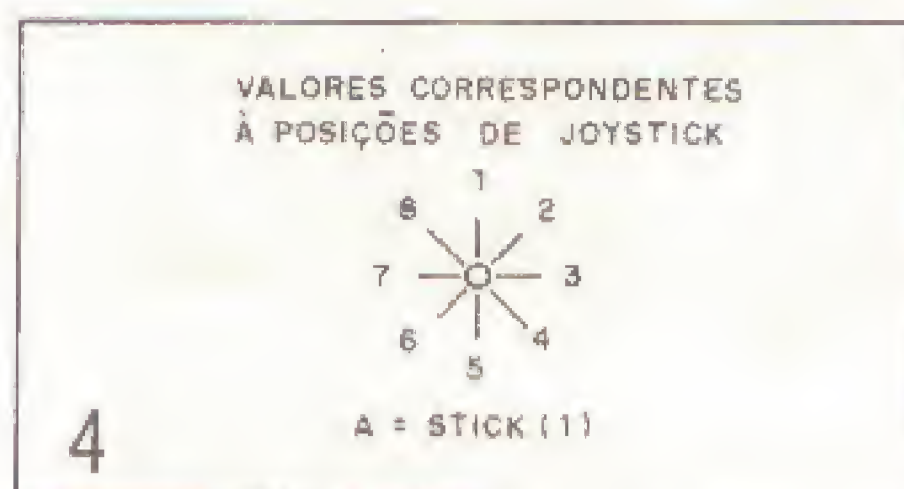 VALORES CORRESPONDENTES
À POSIÇÕES DE JOYSTICK
1
8 2
7 3
6 4
5
A = STICK (1)
4